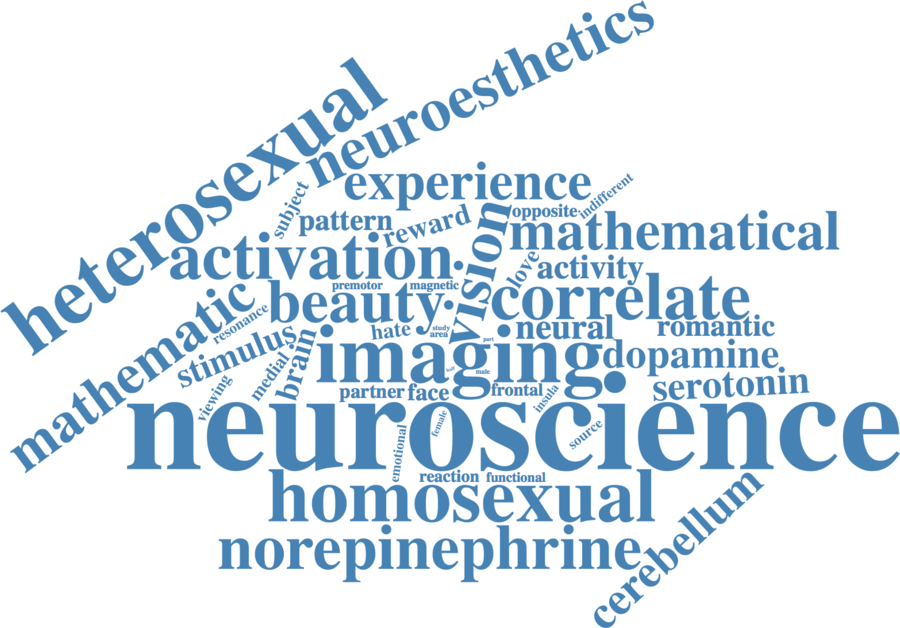 neuroesthetics
heterosexual
experience
subject
indifferent
opposite
pattern
reward
mathematical
vision
activation
love
activity
premotor
magnetic
beauty
correlate
mathematic
resonance
hate
study
area
neural
romantic
stimulus
brain
imaging
part
dopamine
medial
half
male
serotonin
viewing
partner
face
frontal
insula
neuroscience
female
emotional
source
reaction
functional
homosexual
cerebellum
norepinephrine